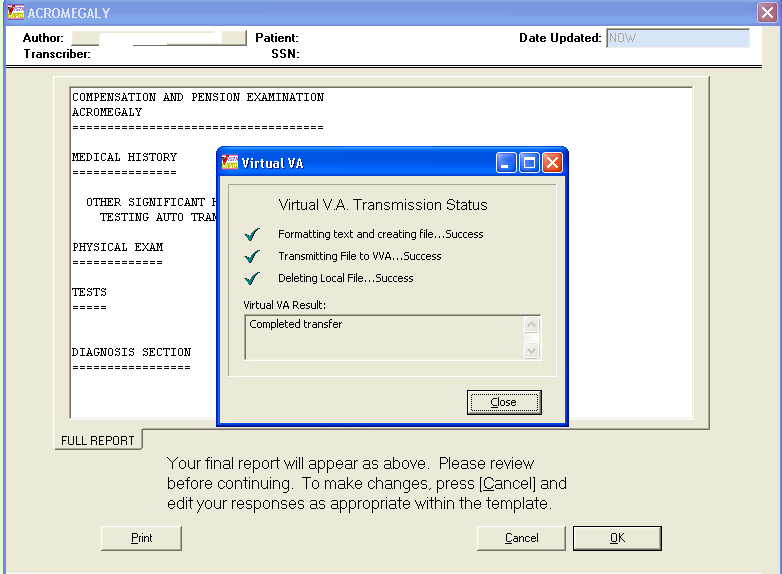 ACROMEGALY
Author: Patient: Date Updated: NOW
Transcriber: SSN:
COMPENSATION AND PENSION EXAMINATION
ACROMEGALY
==================================
MEDICAL HISTORY
==============
OTHER SIGNIFICANT H
TESTING AUTO TRAN
PHYSICAL EXAM
============
TESTS
=====
DIAGNOSIS SECTION
================
Virtual VA
Virtual V.A. Transmission Status
Formatting text and creating file...Success
Transmitting File to VVA...Success
Deleting Local File...Success
Virtual VA Result:
Completed transfer
Close
FULL REPORT
Your final report will appear as above. Please review
before continuing. To make changes, press [Cancel] and
edit your responses as appropriate within the template.
Print Cancel OK